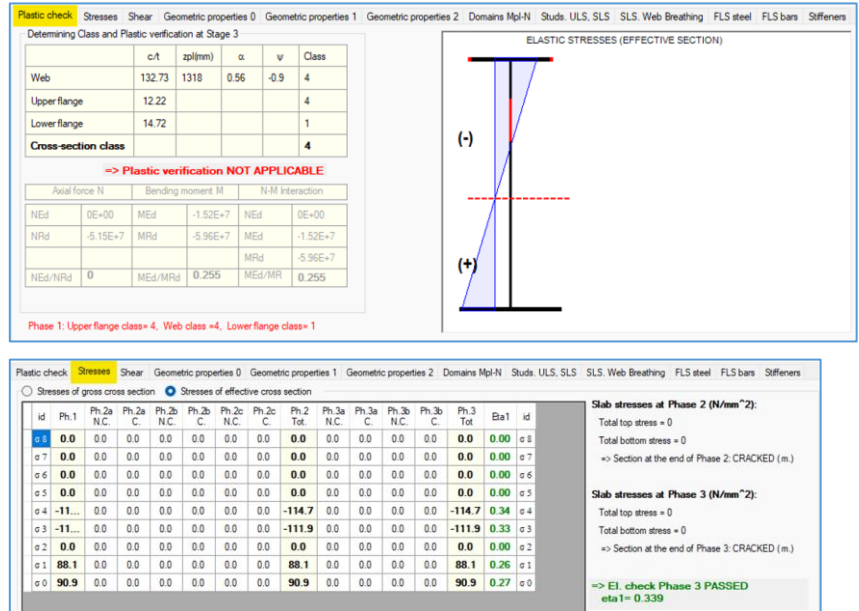 Plastic check Stresses Shear Geometric properties 0 Geometric properties 1 Geometric properties 2 Domains Mpl-N Studs. ULS, SLS SLS. Web Breathing FLS steel FLS bars Stiffeners
Determining Class and Plastic verification at Stage 3
c/t zpl(mm) α ψ Class
Web 132.73 1318 0.56 -0.9 4
Upper flange 12.22 4
Lower flange 14.72 1
Cross-section class 4
=> Plastic verification NOT APPLICABLE
Axial force N Bending moment M N-M Interaction
NEd 0E+00 MEd -1.52E+7 NEd 0E+00
NRd -5.15E+7 MRd -5.96E+7 MEd -1.52E+7
MRd -5.96E+7
NEd/NRd 0 MEd/MRd 0.255 MEd/MR 0.255
Phase 1: Upper flange class= 4, Web class =4, Lower flange class= 1
ELASTIC STRESSES (EFFECTIVE SECTION)
(-)
(+)
Plastic check Stresses Shear Geometric properties 0 Geometric properties 1 Geometric properties 2 Domains Mpl-N Studs. ULS, SLS SLS. Web Breathing FLS steel FLS bars Stiffeners
Stresses of gross cross section Stresses of effective cross section
id Ph.1 Ph.2a N.C. Ph.2a C. Ph.2b N.C. Ph.2b C. Ph.2c N.C. Ph.2c C. Ph.2 Tot. Ph.3a N.C. Ph.3a C. Ph.3b N.C. Ph.3b C. Ph.3 Tot Eta1 id
σ 8 0.0 0.0 0.0 0.0 0.0 0.0 0.0 0.0 0.0 0.0 0.0 0.0 0.0 0.00 σ 8
σ 7 0.0 0.0 0.0 0.0 0.0 0.0 0.0 0.0 0.0 0.0 0.0 0.0 0.0 0.00 σ 7
σ 6 0.0 0.0 0.0 0.0 0.0 0.0 0.0 0.0 0.0 0.0 0.0 0.0 0.0 0.00 σ 6
σ 5 0.0 0.0 0.0 0.0 0.0 0.0 0.0 0.0 0.0 0.0 0.0 0.0 0.0 0.00 σ 5
σ 4 -11... 0.0 0.0 0.0 0.0 0.0 0.0 -114.7 0.0 0.0 0.0 0.0 -114.7 0.34 σ 4
σ 3 -11... 0.0 0.0 0.0 0.0 0.0 0.0 -111.9 0.0 0.0 0.0 0.0 -111.9 0.33 σ 3
σ 2 0.0 0.0 0.0 0.0 0.0 0.0 0.0 0.0 0.0 0.0 0.0 0.0 0.0 0.00 σ 2
σ 1 88.1 0.0 0.0 0.0 0.0 0.0 0.0 88.1 0.0 0.0 0.0 0.0 88.1 0.26 σ 1
σ 0 90.9 0.0 0.0 0.0 0.0 0.0 0.0 90.9 0.0 0.0 0.0 0.0 90.9 0.27 σ 0
Slab stresses at Phase 2 (N/mm^2):
Total top stress = 0
Total bottom stress = 0
=> Section at the end of Phase 2: CRACKED (m.)
Slab stresses at Phase 3 (N/mm^2):
Total top stress = 0
Total bottom stress = 0
=> Section at the end of Phase 3: CRACKED (m.)
=> El. check Phase 3 PASSED
eta1= 0.339